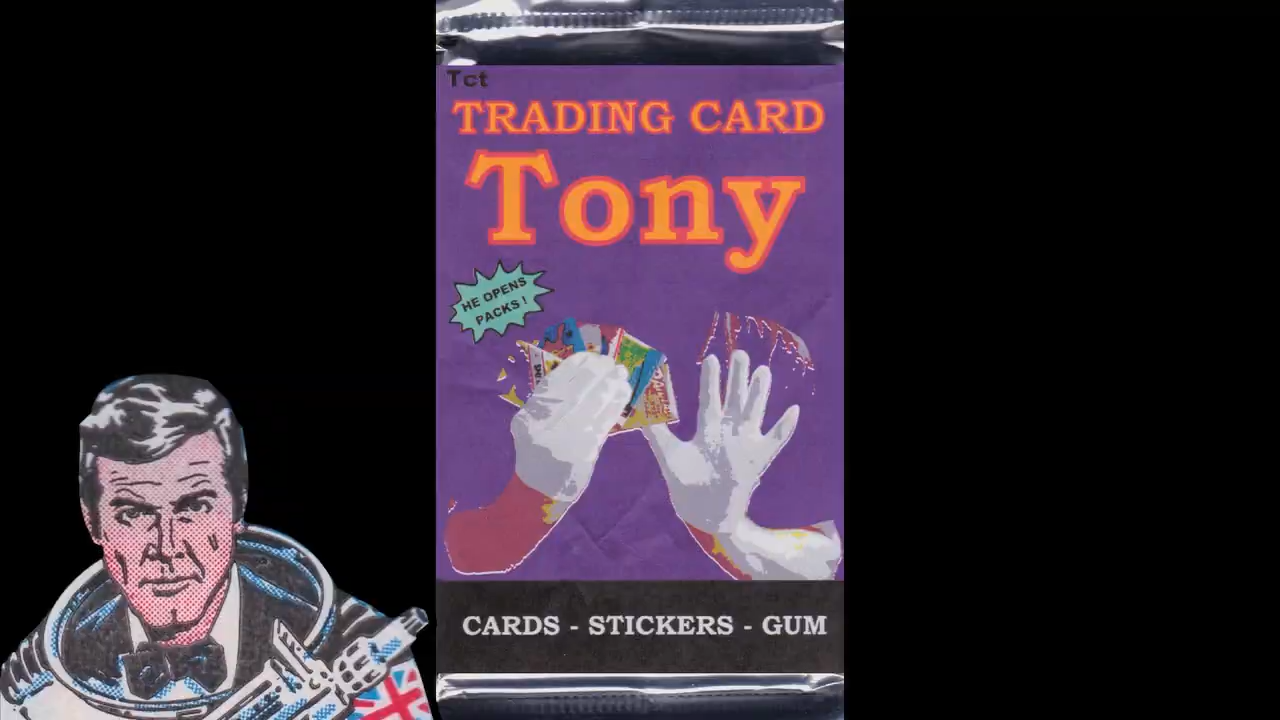 Tct
TRADING CARD
Tony
HE OPENS
PACKS!
CARDS - STICKERS - GUM